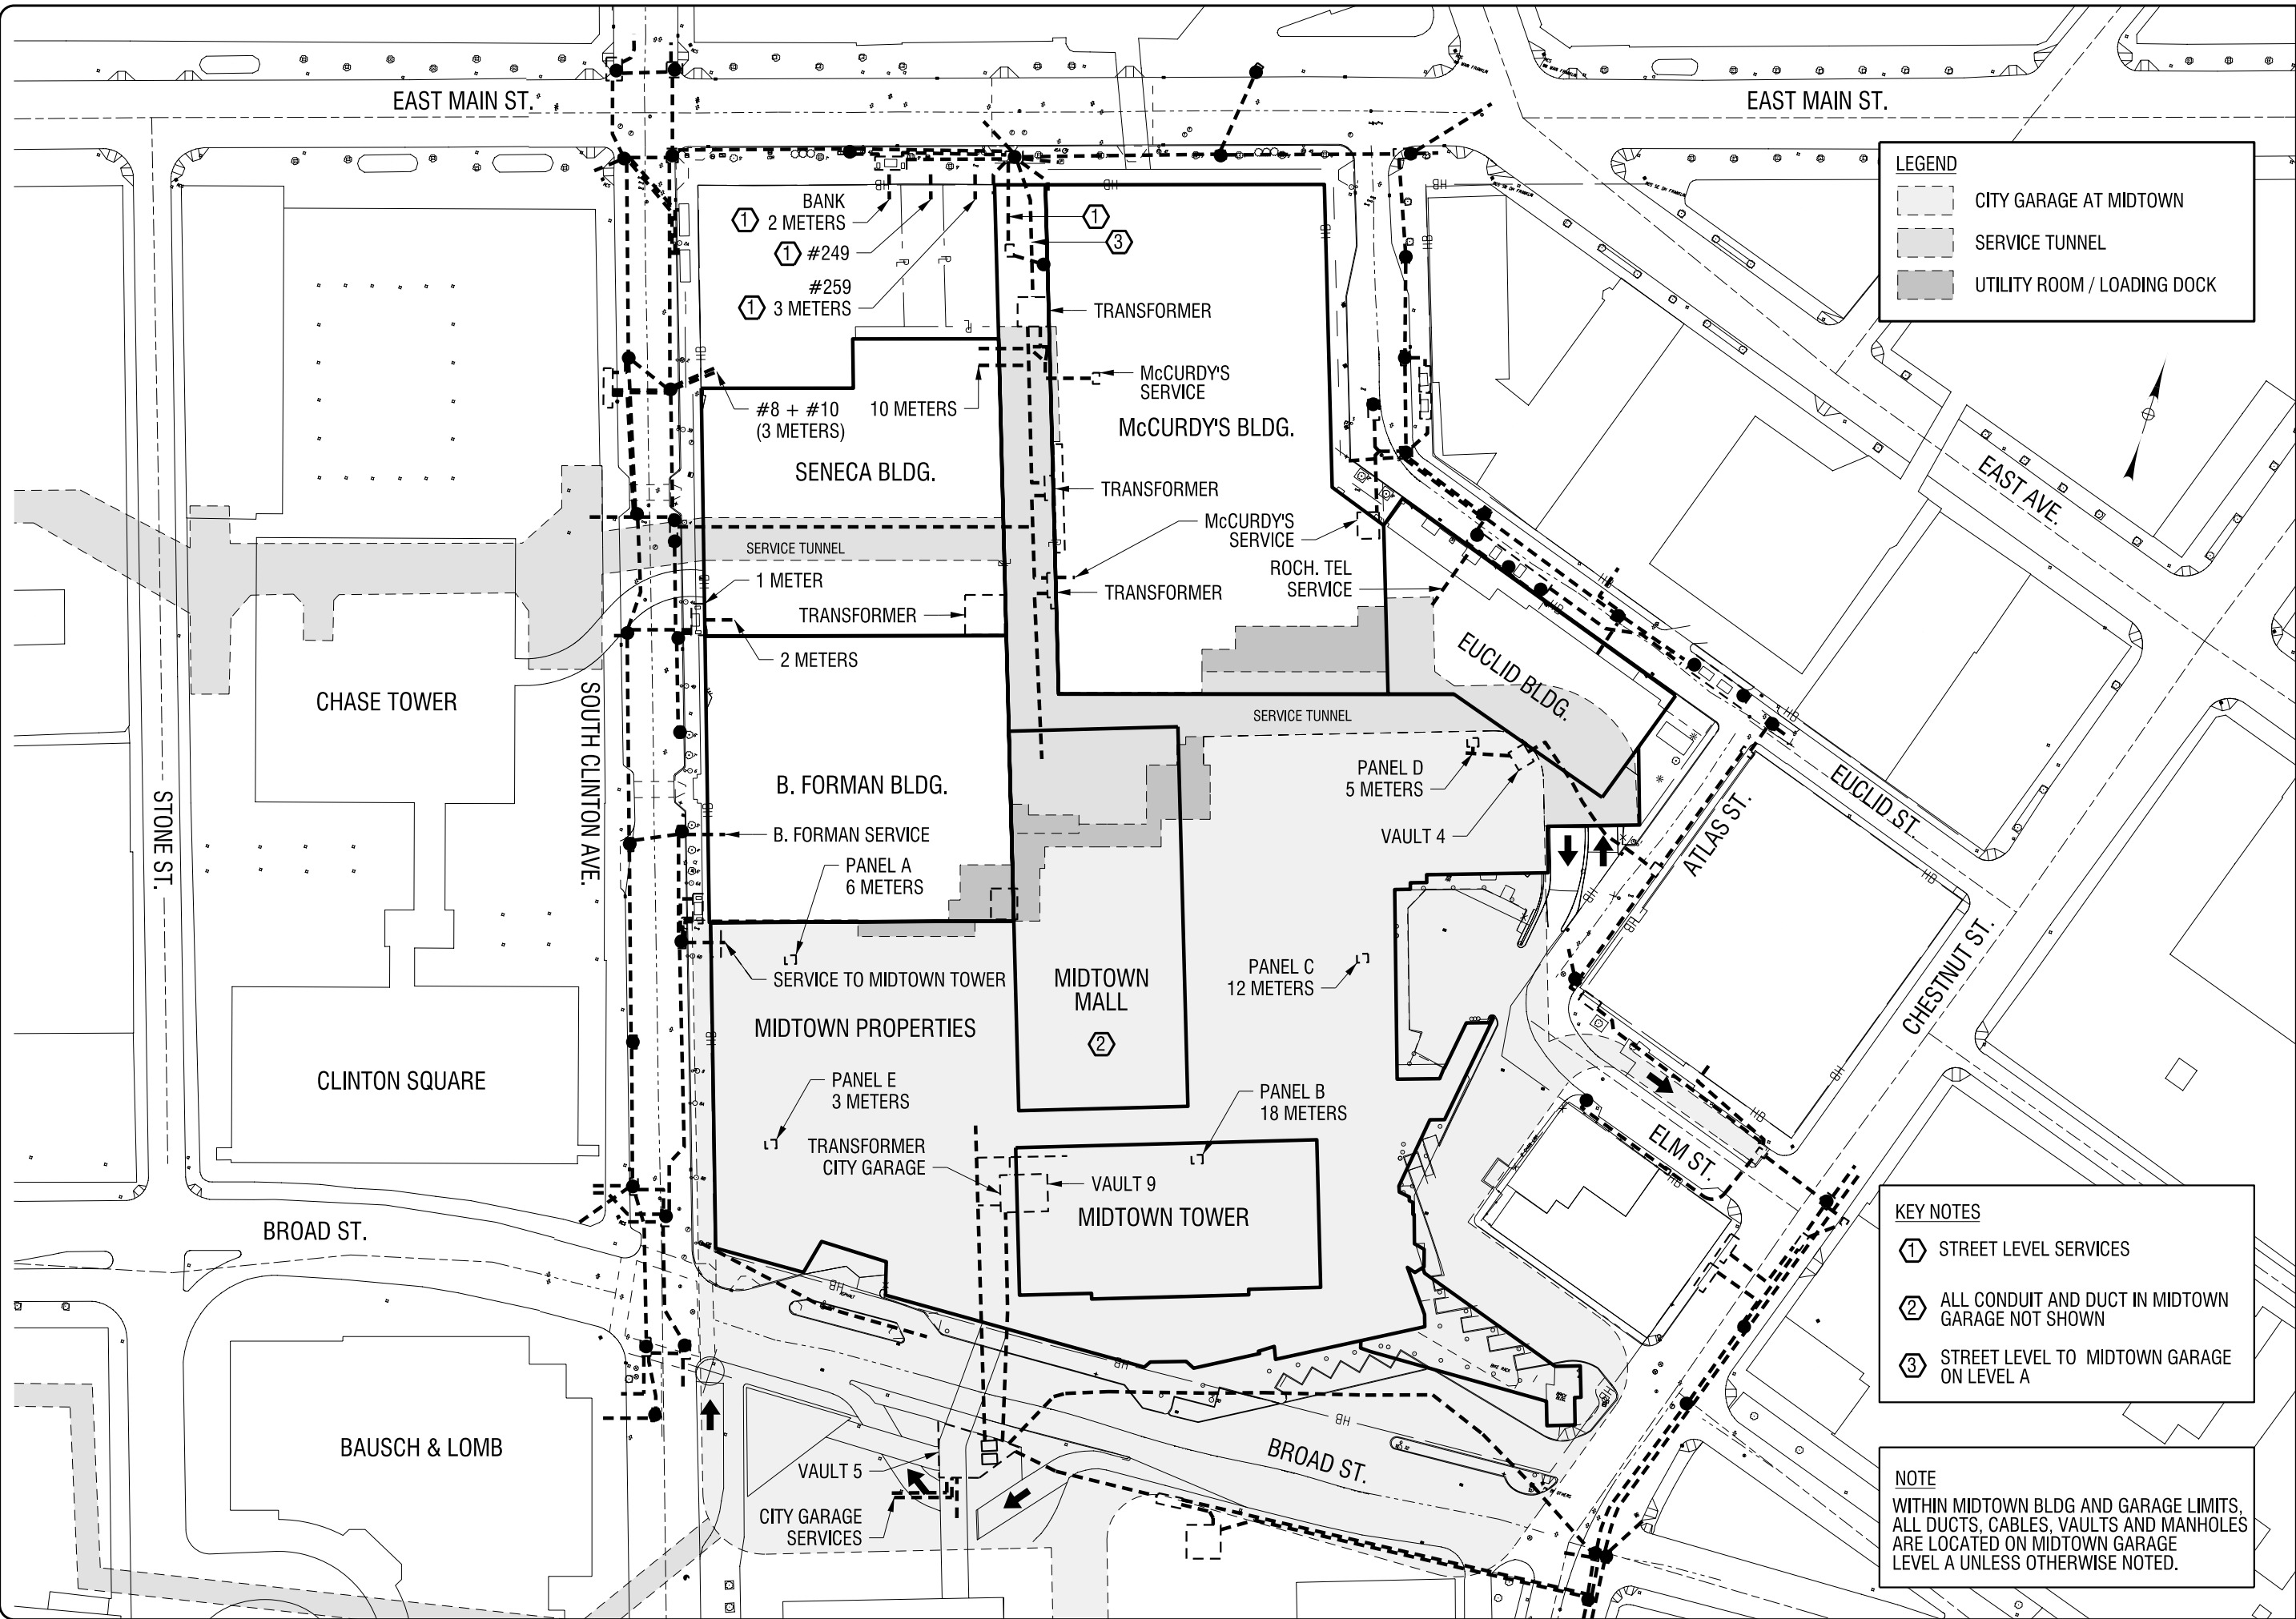 EAST MAIN ST.
EAST MAIN ST.
LEGEND
CITY GARAGE AT MIDTOWN
SERVICE TUNNEL
UTILITY ROOM / LOADING DOCK
BANK
1 2 METERS
1 #249
#259
1 3 METERS
1
3
TRANSFORMER
McCURDY'S
SERVICE
#8 + #10
(3 METERS)
10 METERS
McCURDY'S BLDG.
SENECA BLDG.
TRANSFORMER
McCURDY'S
SERVICE
EAST AVE.
SERVICE TUNNEL
ROCH. TEL
SERVICE
1 METER
TRANSFORMER
TRANSFORMER
2 METERS
EUCLID BLDG.
CHASE TOWER
SOUTH CLINTON AVE.
SERVICE TUNNEL
STONE ST.
B. FORMAN BLDG.
PANEL D
5 METERS
EUCLID ST.
ATLAS ST.
B. FORMAN SERVICE
VAULT 4
PANEL A
6 METERS
SERVICE TO MIDTOWN TOWER
MIDTOWN
MALL
2
PANEL C
12 METERS
CHESTNUT ST.
MIDTOWN PROPERTIES
CLINTON SQUARE
PANEL E
3 METERS
PANEL B
18 METERS
TRANSFORMER
CITY GARAGE
VAULT 9
MIDTOWN TOWER
ELM ST.
BROAD ST.
KEY NOTES
1 STREET LEVEL SERVICES
2 ALL CONDUIT AND DUCT IN MIDTOWN
GARAGE NOT SHOWN
3 STREET LEVEL TO MIDTOWN GARAGE
ON LEVEL A
BAUSCH & LOMB
VAULT 5
BROAD ST.
CITY GARAGE
SERVICES
NOTE
WITHIN MIDTOWN BLDG AND GARAGE LIMITS,
ALL DUCTS, CABLES, VAULTS AND MANHOLES
ARE LOCATED ON MIDTOWN GARAGE
LEVEL A UNLESS OTHERWISE NOTED.